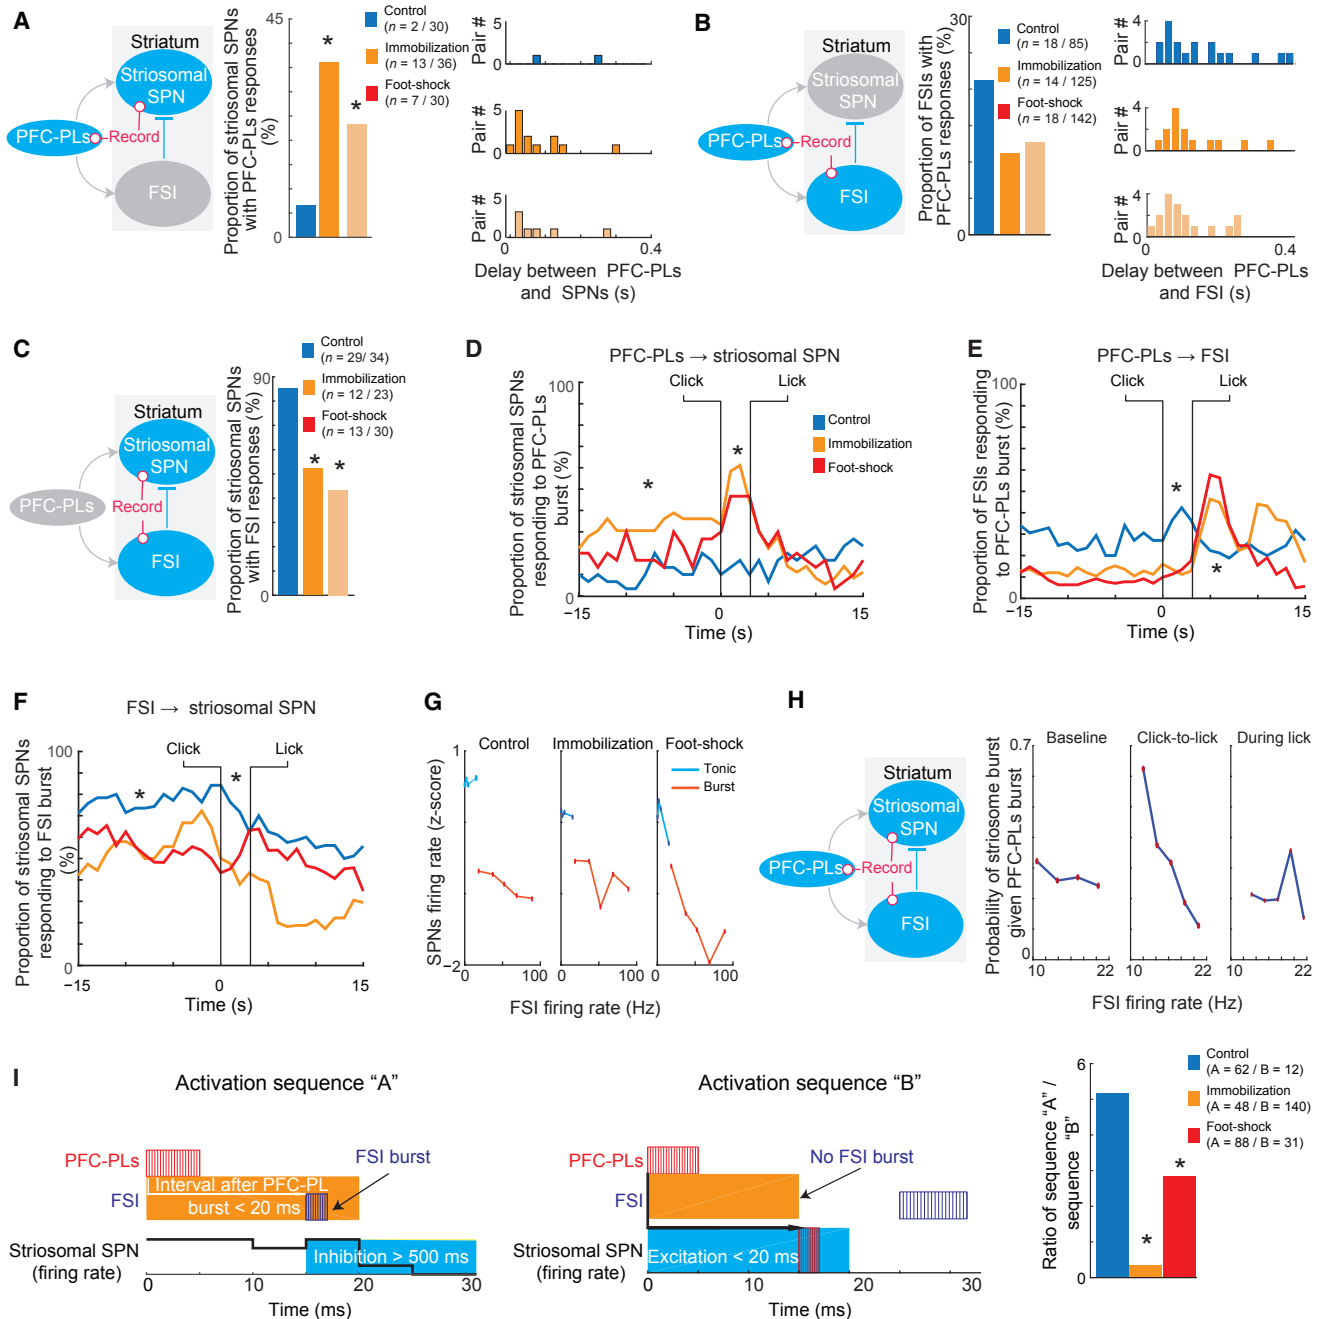 A
Striatum
Striosomal
SPN
PFC-PLs
Record
FSI
Proportion of striosomal SPNs
with PFC-PLs responses
(%)
45
0
*
*
Control
(n = 2 / 30)
Immobilization
(n = 13 / 36)
Foot-shock
(n = 7 / 30)
Pair #
5
0
Pair #
5
0
Pair #
5
0
0
0.4
Delay between PFC-PLs
and SPNs (s)
B
Striatum
Striosomal
SPN
PFC-PLs
Record
FSI
Proportion of FSIs with
PFC-PLs responses (%)
30
0
Control
(n = 18 / 85)
Immobilization
(n = 14 / 125)
Foot-shock
(n = 18 / 142)
Pair #
4
0
Pair #
4
0
Pair #
4
0
0
0.4
Delay between PFC-PLs
and FSI (s)
C
Striatum
Striosomal
SPN
PFC-PLs
Record
FSI
Proportion of striosomal SPNs
with FSI responses (%)
90
0
*
*
Control
(n = 29/ 34)
Immobilization
(n = 12 / 23)
Foot-shock
(n = 13 / 30)
D
PFC-PLs → striosomal SPN
Click
Lick
Proportion of striosomal SPNs
responding to PFC-PLs
burst (%)
100
0
*
*
Control
Immobilization
Foot-shock
−15
0
15
Time (s)
E
PFC-PLs → FSI
Click
Lick
Proportion of FSIs responding
to PFC-PLs burst (%)
100
0
*
*
−15
0
15
Time (s)
F
FSI → striosomal SPN
Click
Lick
Proportion of striosomal SPNs
responding to FSI burst
(%)
100
0
*
*
−15
0
15
Time (s)
G
Control
Immobilization
Foot-shock
Tonic
Burst
SPNs firing rate (z-score)
1
−2
0
100
0
100
0
100
FSI firing rate (Hz)
H
Striatum
Striosomal
SPN
PFC-PLs
Record
FSI
Probability of striosome burst
given PFC-PLs burst
0.7
0
Baseline
Click-to-lick
During lick
10
22
10
22
10
22
FSI firing rate (Hz)
I
Activation sequence “A”
PFC-PLs
FSI
Interval after PFC-PL
burst < 20 ms
FSI burst
Striosomal SPN
(firing rate)
Inhibition > 500 ms
0
10
20
30
Time (ms)
Activation sequence “B”
PFC-PLs
FSI
No FSI burst
Striosomal SPN
(firing rate)
Excitation < 20 ms
0
10
20
30
Time (ms)
Ratio of sequence “A” /
sequence “B”
6
0
*
*
Control
(A = 62 / B = 12)
Immobilization
(A = 48 / B = 140)
Foot-shock
(A = 88 / B = 31)